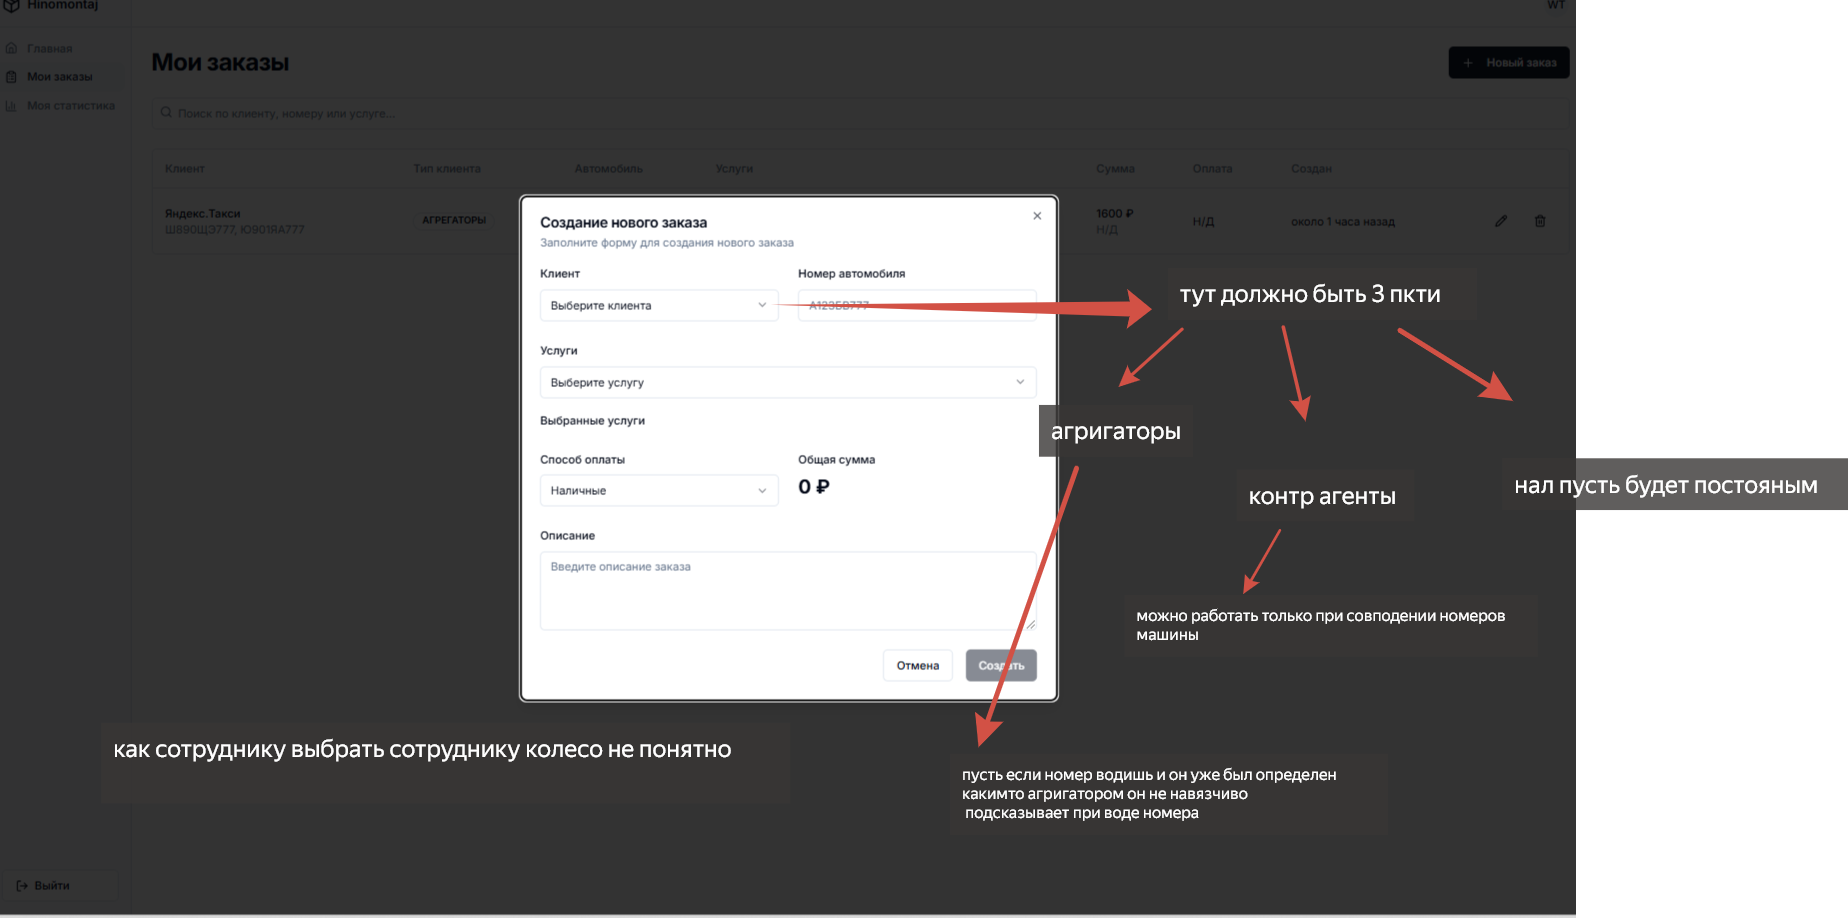 Hinomontaj
WT
Главная
Мои заказы
Моя статистика
Мои заказы
+ Новый заказ
Поиск по клиенту, номеру или услуге...
Клиент Тип клиента Автомобиль Услуги Сумма Оплата Создан
Яндекс.Такси
Ш890ЩЭ777, Ю901ЯА777
АГРЕГАТОРЫ
1600 ₽
Н/Д
Н/Д
около 1 часа назад
Создание нового заказа
Заполните форму для создания нового заказа
Клиент Номер автомобиля
Выберите клиента
А123БВ777
Услуги
Выберите услугу
Выбранные услуги
Способ оплаты Общая сумма
Наличные
0 ₽
Описание
Введите описание заказа
Отмена
Создать
тут должно быть 3 пкти
агригаторы
контр агенты
нал пусть будет постояным
можно работать только при совподении номеров
машины
как сотруднику выбрать сотруднику колесо не понятно
пусть если номер водишь и он уже был определен
какимто агригатором он не навязчиво
подсказывает при воде номера
Выйти